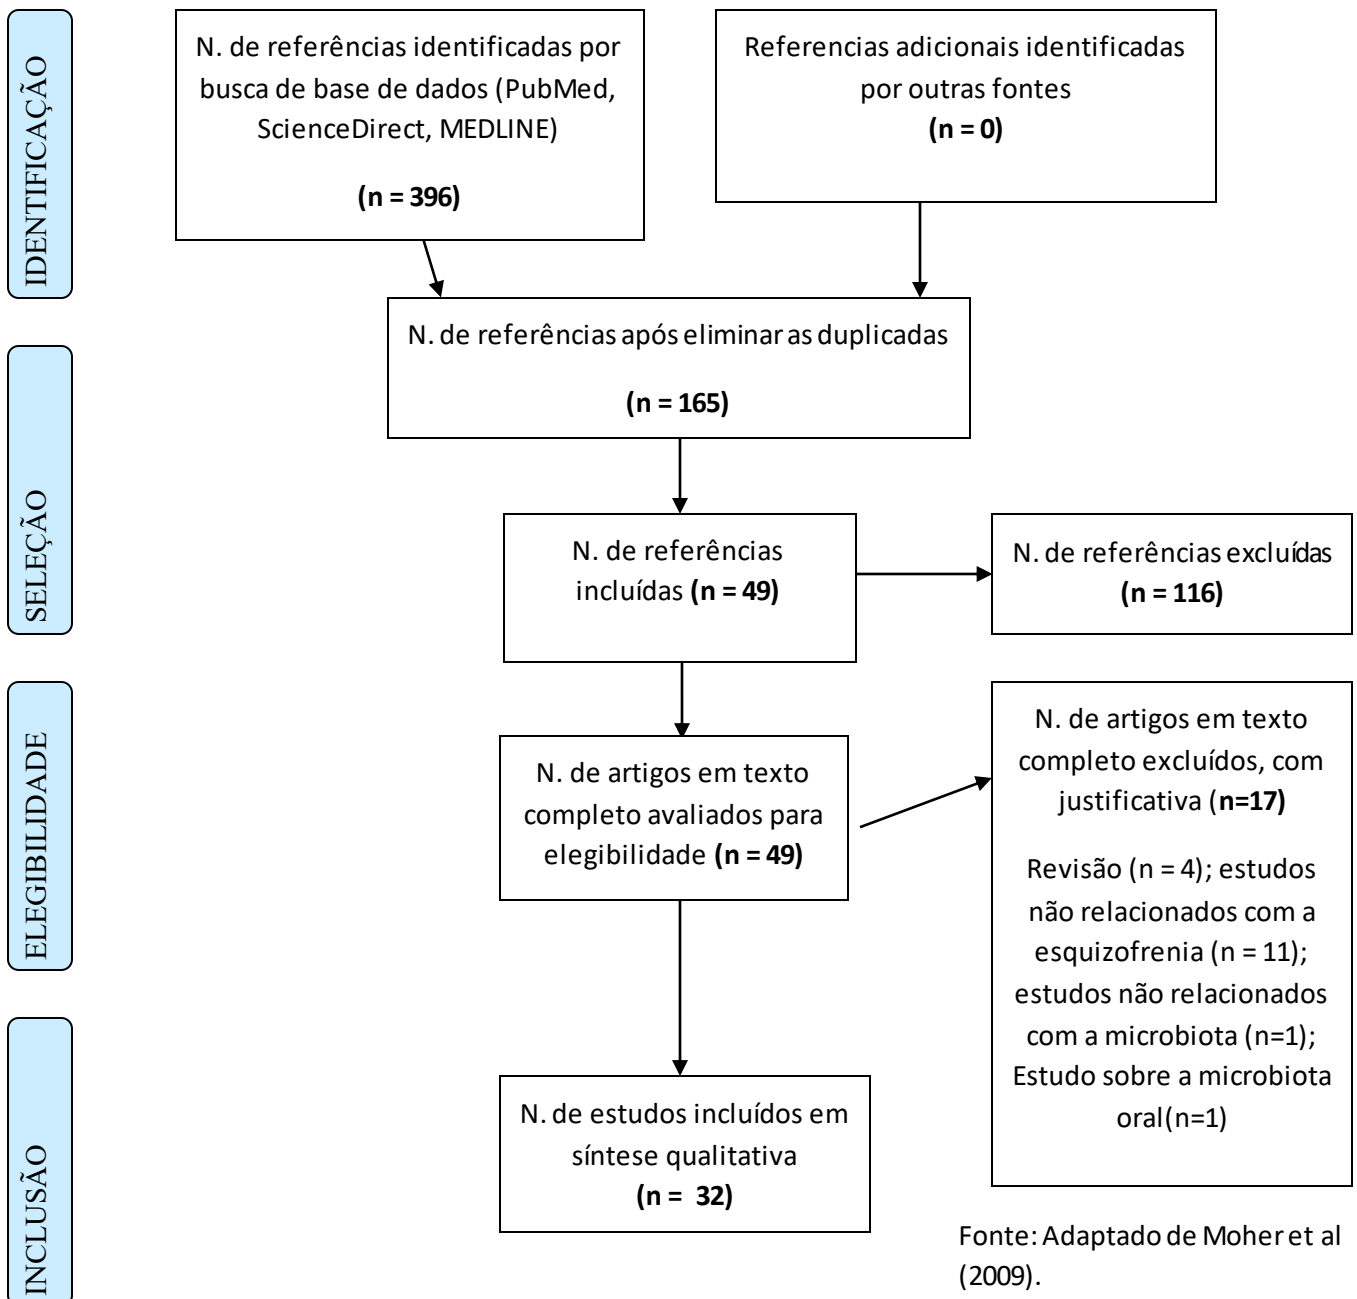 IDENTIFICAÇÃO
N. de referências identificadas por
busca de base de dados (PubMed,
ScienceDirect, MEDLINE)
(n = 396)
Referencias adicionais identificadas
por outras fontes
(n = 0)
N. de referências após eliminar as duplicadas
(n = 165)
SELEÇÃO
N. de referências
incluídas (n = 49)
N. de referências excluídas
(n = 116)
ELEGIBILIDADE
N. de artigos em texto
completo avaliados para
elegibilidade (n = 49)
N. de artigos em texto
completo excluídos, com
justificativa (n=17)
Revisão (n = 4); estudos
não relacionados com a
esquizofrenia (n = 11);
estudos não relacionados
com a microbiota (n=1);
Estudo sobre a microbiota
oral(n=1)
INCLUSÃO
N. de estudos incluídos em
síntese qualitativa
(n = 32)
Fonte: Adaptado de Moher et al
(2009).